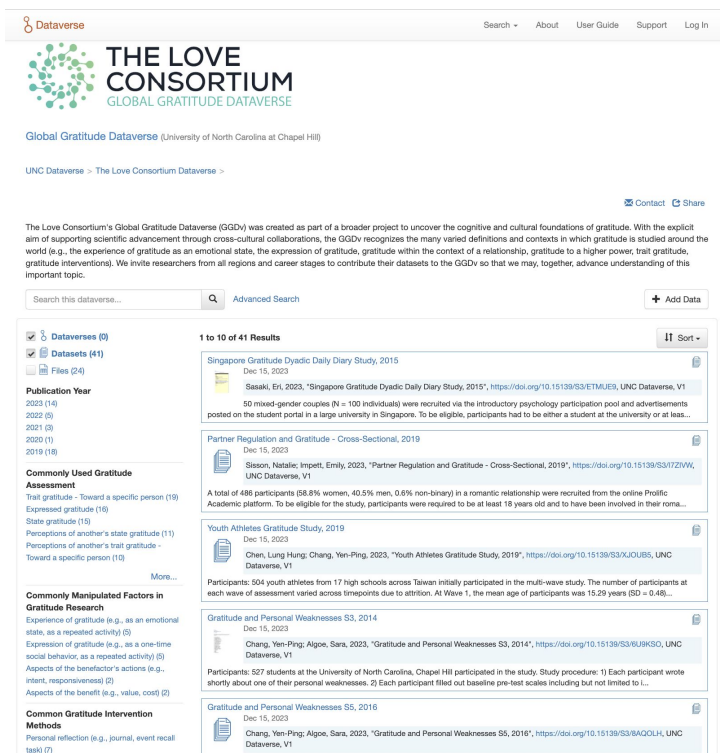 Dataverse
Search
About
User Guide
Support
Log In
THE LOVE
CONSORTIUM
GLOBAL GRATITUDE DATAVERSE
Global Gratitude Dataverse (University of North Carolina at Chapel Hill)
UNC Dataverse > The Love Consortium Dataverse >
Contact Share
The Love Consortium's Global Gratitude Dataverse (GGDv) was created as part of a broader project to uncover the cognitive and cultural foundations of gratitude. With the explicit
aim of supporting scientific advancement through cross-cultural collaborations, the GGDv recognizes the many varied definitions and contexts in which gratitude is studied around the
world (e.g., the experience of gratitude as an emotional state, the expression of gratitude, gratitude within the context of a relationship, gratitude to a higher power, trait gratitude,
gratitude interventions). We invite researchers from all regions and career stages to contribute their datasets to the GGDv so that we may, together, advance understanding of this
important topic.
Search this dataverse...
Advanced Search
+ Add Data
Dataverses (0)
Datasets (41)
Files (24)
Publication Year
2023 (14)
2022 (5)
2021 (3)
2020 (1)
2019 (18)
Commonly Used Gratitude
Assessment
Trait gratitude - Toward a specific person (19)
Expressed gratitude (16)
State gratitude (15)
Perceptions of another's state gratitude (11)
Perceptions of another's trait gratitude -
Toward a specific person (10)
More...
Commonly Manipulated Factors in
Gratitude Research
Experience of gratitude (e.g., as an emotional
state, as a repeated activity) (5)
Expression of gratitude (e.g., as a one-time
social behavior, as a repeated activity) (5)
Aspects of the benefactor's actions (e.g.,
intent, responsiveness) (2)
Aspects of the benefit (e.g., value, cost) (2)
Common Gratitude Intervention
Methods
Personal reflection (e.g., journal, event recall
task) (7)
1 to 10 of 41 Results
Sort
Singapore Gratitude Dyadic Daily Diary Study, 2015
Dec 15, 2023
Sasaki, Eri, 2023, "Singapore Gratitude Dyadic Daily Diary Study, 2015", https://doi.org/10.15139/S3/ETMUE9, UNC Dataverse, V1
50 mixed-gender couples (N = 100 individuals) were recruited via the introductory psychology participation pool and advertisements
posted on the student portal in a large university in Singapore. To be eligible, participants had to be either a student at the university or at leas...
Partner Regulation and Gratitude - Cross-Sectional, 2019
Dec 15, 2023
Sisson, Natalie; Impett, Emily, 2023, "Partner Regulation and Gratitude - Cross-Sectional, 2019", https://doi.org/10.15139/S3/I7ZIVW,
UNC Dataverse, V1
A total of 486 participants (58.8% women, 40.5% men, 0.6% non-binary) in a romantic relationship were recruited from the online Prolific
Academic platform. To be eligible for the study, participants were required to be at least 18 years old and to have been involved in their roma...
Youth Athletes Gratitude Study, 2019
Dec 15, 2023
Chen, Lung Hung; Chang, Yen-Ping, 2023, "Youth Athletes Gratitude Study, 2019", https://doi.org/10.15139/S3/XJOUB5, UNC
Dataverse, V1
Participants: 504 youth athletes from 17 high schools across Taiwan initially participated in the multi-wave study. The number of participants at
each wave of assessment varied across timepoints due to attrition. At Wave 1, the mean age of participants was 15.29 years (SD = 0.48)...
Gratitude and Personal Weaknesses S3, 2014
Dec 15, 2023
Chang, Yen-Ping; Algoe, Sara, 2023, "Gratitude and Personal Weaknesses S3, 2014", https://doi.org/10.15139/S3/6U9KSO, UNC
Dataverse, V1
Participants: 527 students at the University of North Carolina, Chapel Hill participated in the study. Study procedure: 1) Each participant wrote
shortly about one of their personal weaknesses. 2) Each participant filled out baseline pre-test scales including but not limited to i...
Gratitude and Personal Weaknesses S5, 2016
Dec 15, 2023
Chang, Yen-Ping; Algoe, Sara, 2023, "Gratitude and Personal Weaknesses S5, 2016", https://doi.org/10.15139/S3/8AQOLH, UNC
Dataverse, V1